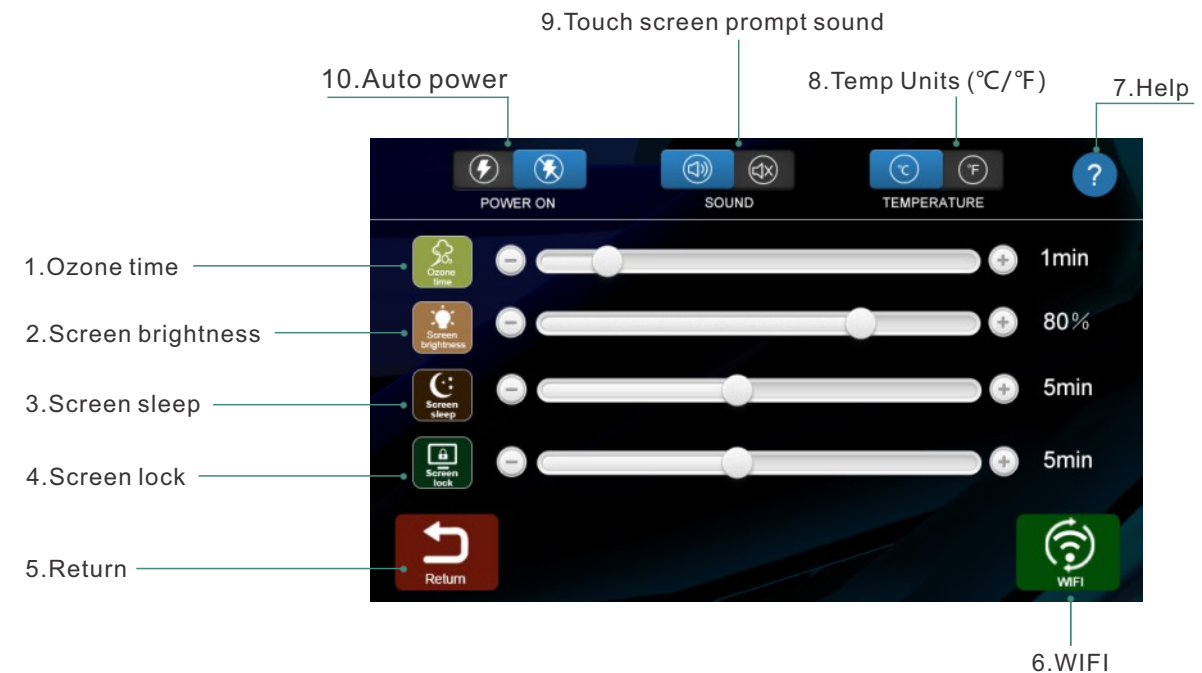 9.Touch screen prompt sound
10.Auto power
8.Temp Units (℃/℉)
7.Help
℃
℉
?
POWER ON
SOUND
TEMPERATURE
1.Ozone time
O₃
Ozone
time
1min
2.Screen brightness
Screen
brightness
80%
3.Screen sleep
Screen
sleep
5min
4.Screen lock
Screen
lock
5min
5.Return
Return
WIFI
6.WIFI